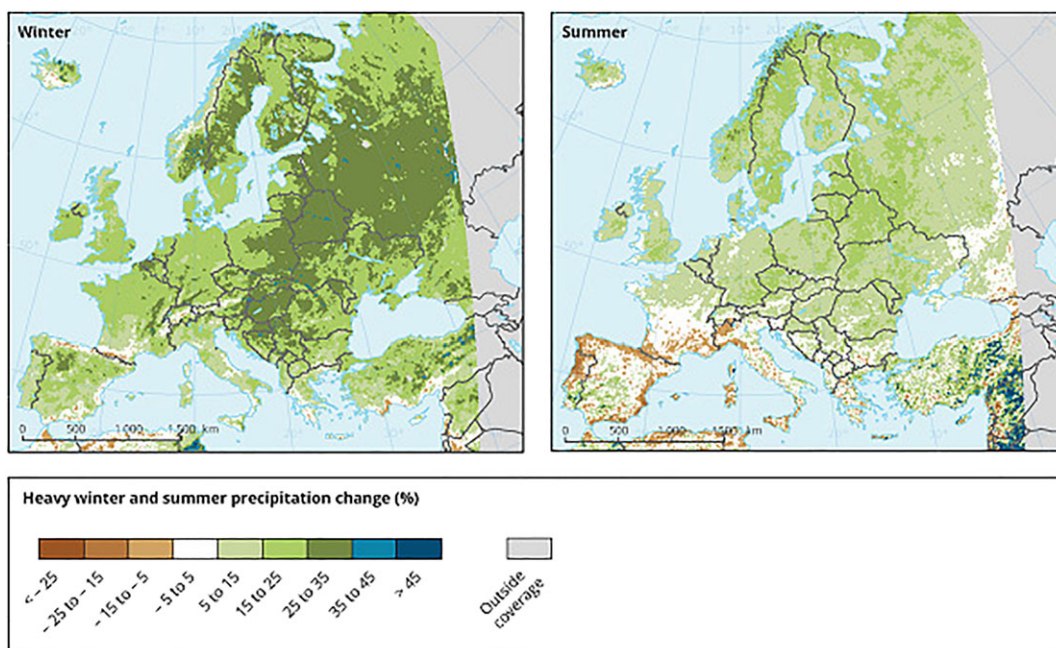 Winter
Summer
0 500 1 000 1 500 km
0 500 1 000 1 500 km
Heavy winter and summer precipitation change (%)
< – 25
– 25 to – 15
– 15 to – 5
– 5 to 5
5 to 15
15 to 25
25 to 35
35 to 45
> 45
Outside
coverage